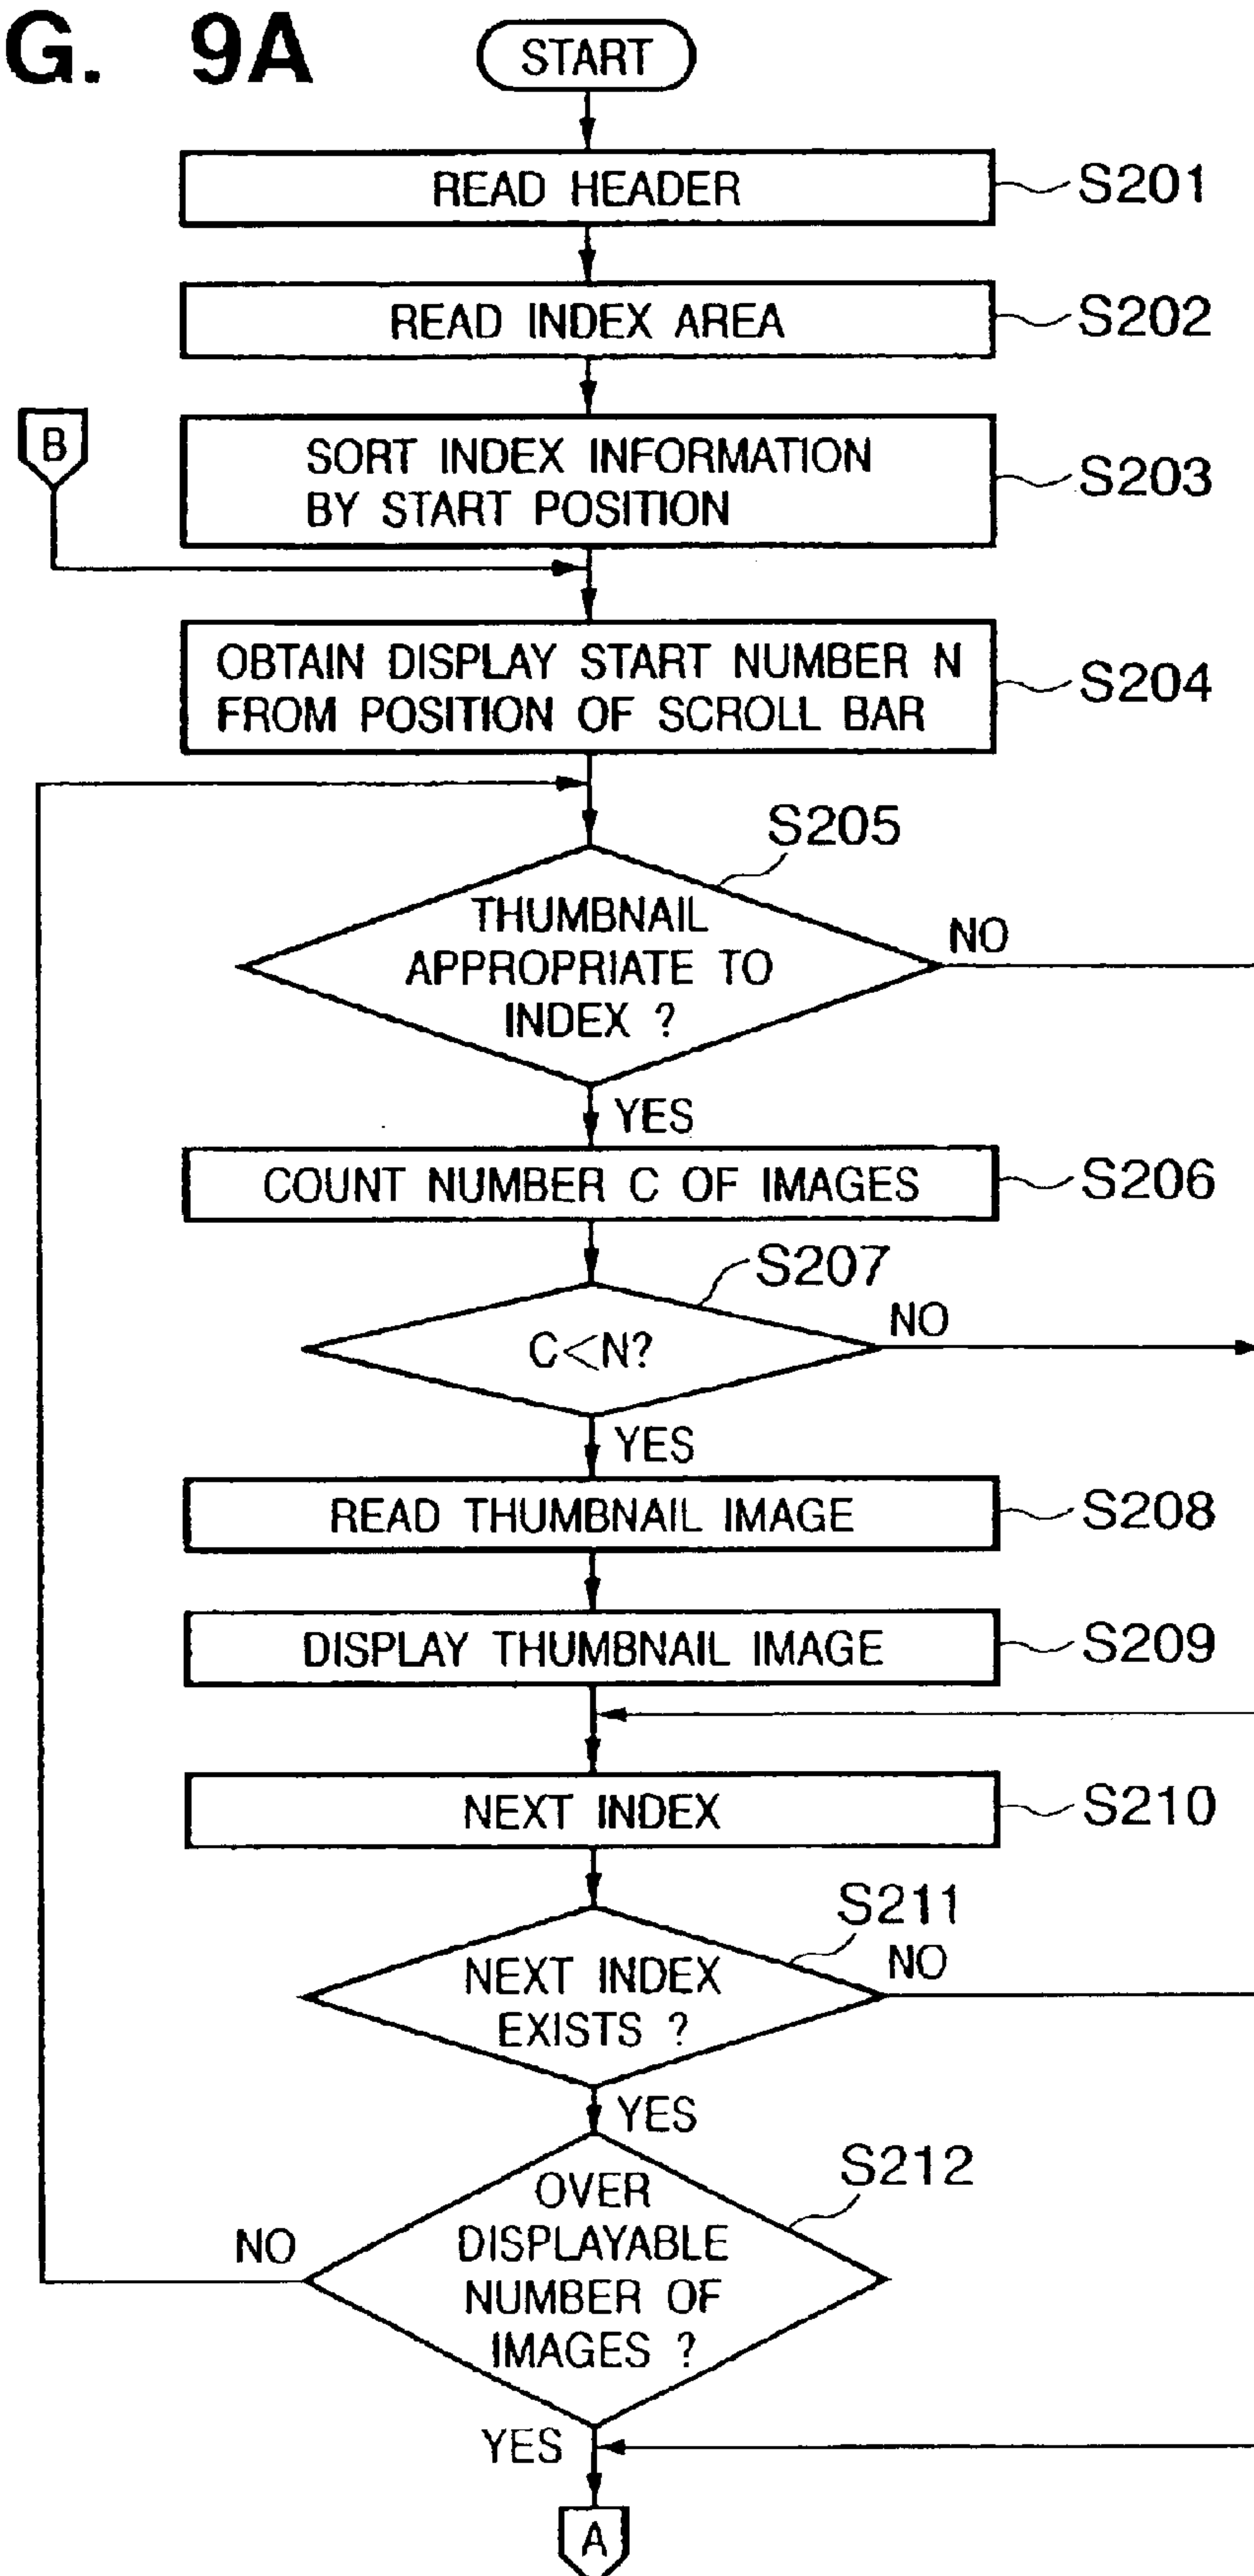 G. 9A
START
READ HEADER
S201
READ INDEX AREA
S202
B
SORT INDEX INFORMATION
BY START POSITION
S203
OBTAIN DISPLAY START NUMBER N
FROM POSITION OF SCROLL BAR
S204
S205
THUMBNAIL
APPROPRIATE TO
INDEX ?
NO
YES
COUNT NUMBER C OF IMAGES
S206
S207
C<N?
NO
YES
READ THUMBNAIL IMAGE
S208
DISPLAY THUMBNAIL IMAGE
S209
NEXT INDEX
S210
S211
NEXT INDEX
EXISTS ?
NO
YES
S212
OVER
DISPLAYABLE
NUMBER OF
IMAGES ?
NO
YES
A